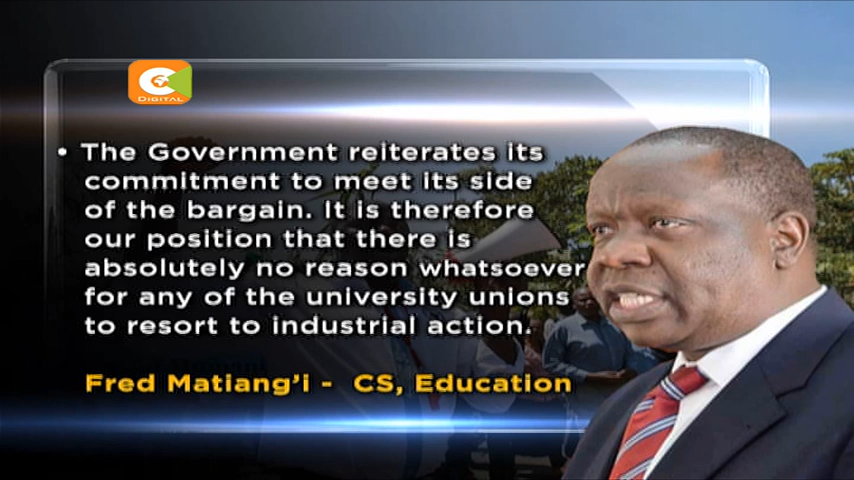 DIGITAL
• The Government reiterates its
commitment to meet its side
of the bargain. It is therefore
our position that there is
absolutely no reason whatsoever
for any of the university unions
to resort to industrial action.
Fred Matiang'i - CS, Education